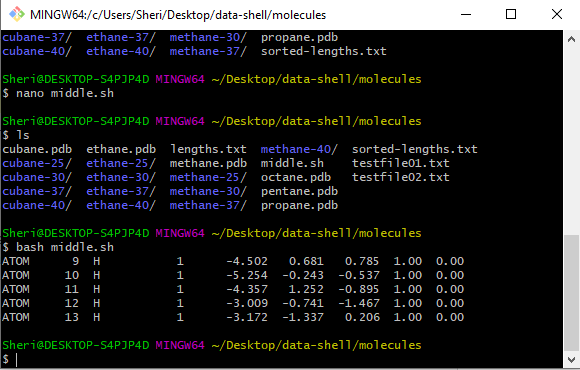 MINGW64:/c/Users/Sheri/Desktop/data-shell/molecules
cubane-37/ ethane-37/ methane-30/ propane.pdb
cubane-40/ ethane-40/ methane-37/ sorted-lengths.txt
Sheri@DESKTOP-S4PJP4D MINGW64 ~/Desktop/data-shell/molecules
$ nano middle.sh
Sheri@DESKTOP-S4PJP4D MINGW64 ~/Desktop/data-shell/molecules
$ ls
cubane.pdb ethane.pdb lengths.txt methane-40/ sorted-lengths.txt
cubane-25/ ethane-25/ methane.pdb middle.sh testfile01.txt
cubane-30/ ethane-30/ methane-25/ octane.pdb testfile02.txt
cubane-37/ ethane-37/ methane-30/ pentane.pdb
cubane-40/ ethane-40/ methane-37/ propane.pdb
Sheri@DESKTOP-S4PJP4D MINGW64 ~/Desktop/data-shell/molecules
$ bash middle.sh
ATOM 9 H 1 -4.502 0.681 0.785 1.00 0.00
ATOM 10 H 1 -5.254 -0.243 -0.537 1.00 0.00
ATOM 11 H 1 -4.357 1.252 -0.895 1.00 0.00
ATOM 12 H 1 -3.009 -0.741 -1.467 1.00 0.00
ATOM 13 H 1 -3.172 -1.337 0.206 1.00 0.00
Sheri@DESKTOP-S4PJP4D MINGW64 ~/Desktop/data-shell/molecules
$